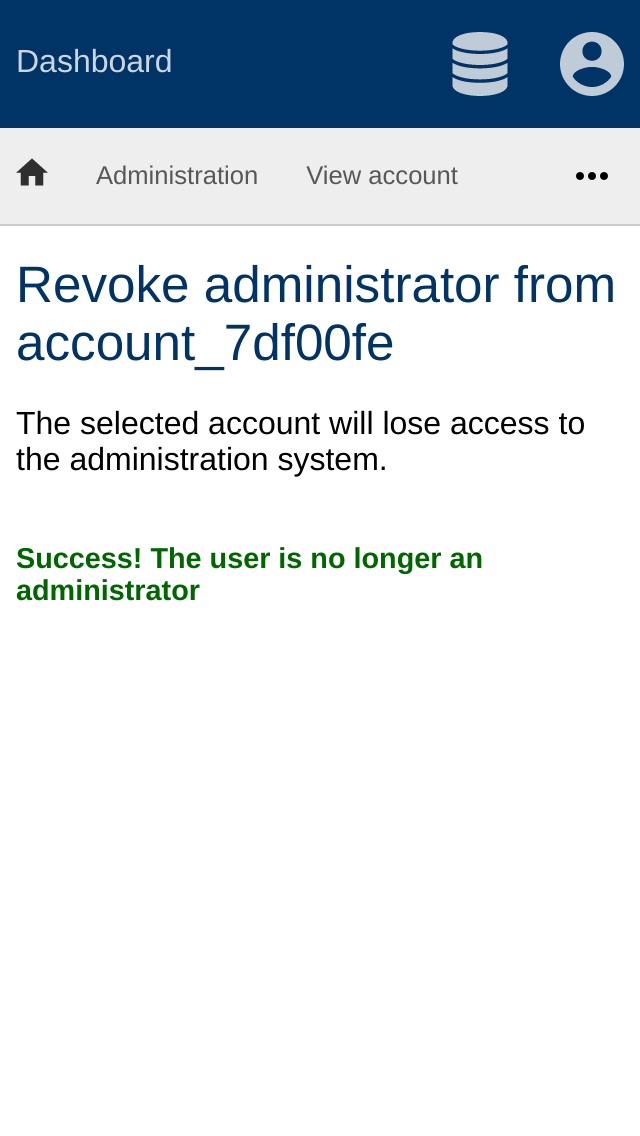 Dashboard
Administration
View account
Revoke administrator from
account_7df00fe
The selected account will lose access to
the administration system.
Success! The user is no longer an
administrator